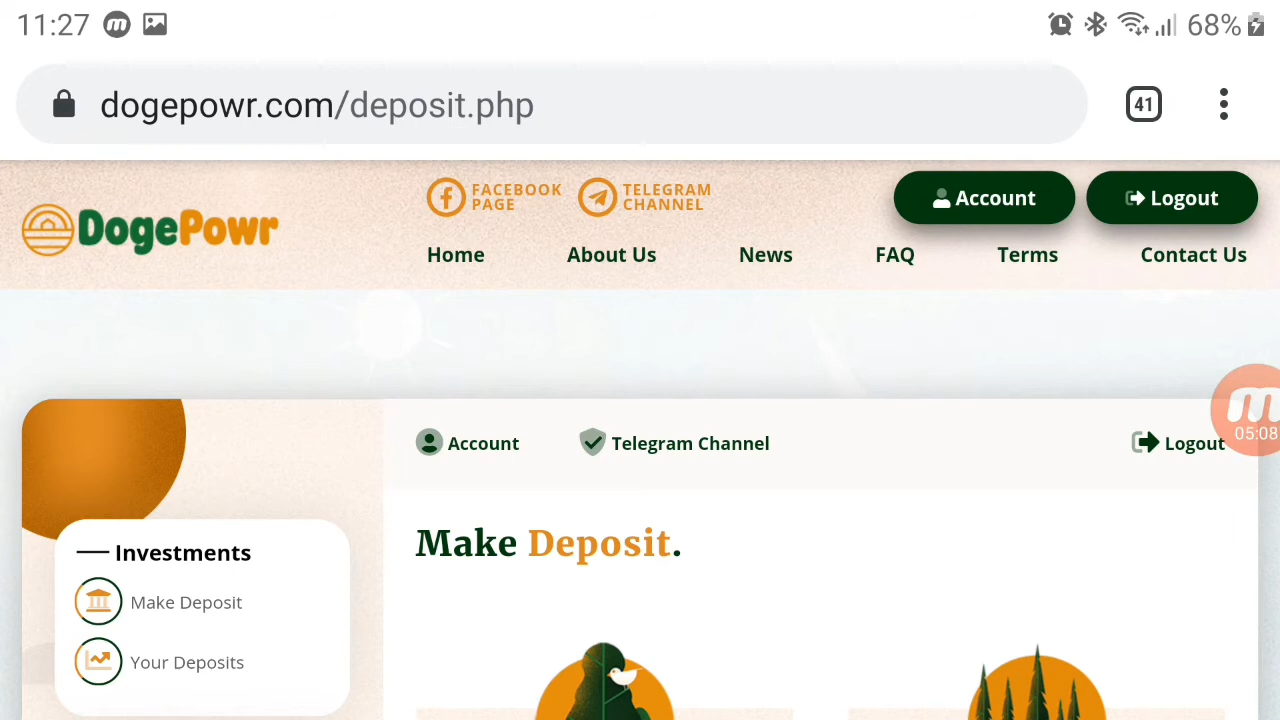 11:27
68%
dogepowr.com/deposit.php
41
DogePowr
FACEBOOK
PAGE
TELEGRAM
CHANNEL
Account
Logout
Home
About Us
News
FAQ
Terms
Contact Us
Account
Telegram Channel
Logout
05:08
Make Deposit.
Investments
Make Deposit
Your Deposits